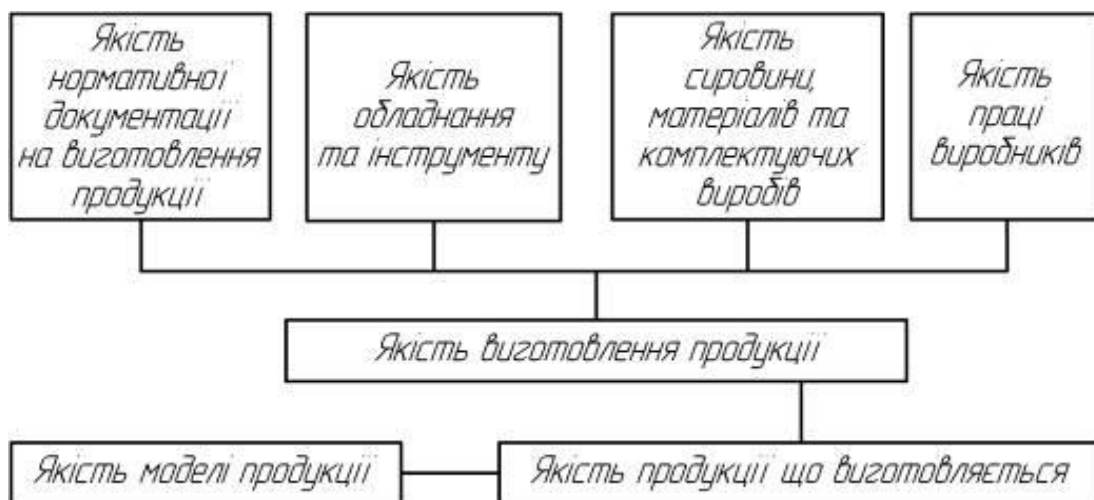 Якість
нормативної
документації
на виготовлення
продукції
Якість
обладнання
та інструменту
Якість
сировини,
матеріалів та
комплектуючих
виробів
Якість
праці
виробників
Якість виготовлення продукції
Якість моделі продукції
Якість продукції що виготовляється